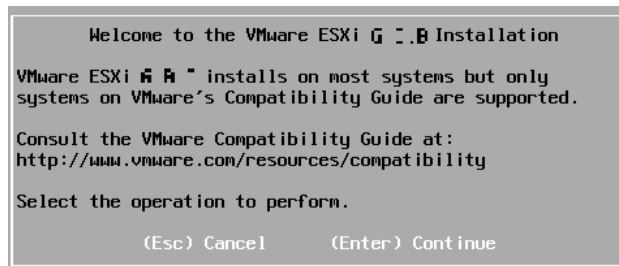 Welcome to the VMware ESXi Installation
VMware ESXi installs on most systems but only
systems on VMware's Compatibility Guide are supported.
Consult the VMware Compatibility Guide at:
http://www.vmware.com/resources/compatibility
Select the operation to perform.
(Esc) Cancel (Enter) Continue